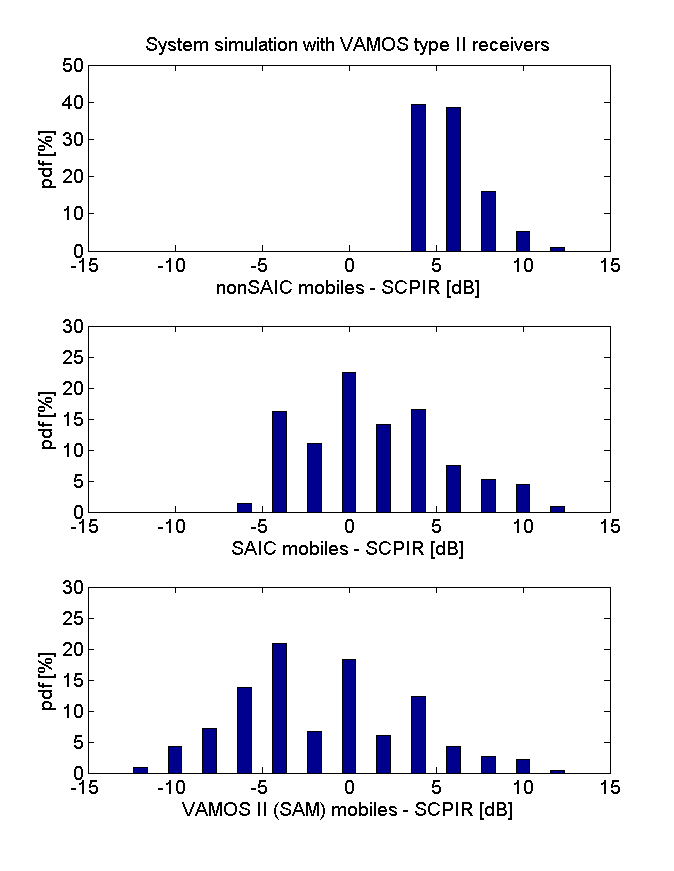 System simulation with VAMOS type II receivers
50
40
30
20
10
0
pdf [%]
-15 -10 -5 0 5 10 15
nonSAIC mobiles - SCPIR [dB]
30
25
20
15
10
5
0
pdf [%]
-15 -10 -5 0 5 10 15
SAIC mobiles - SCPIR [dB]
30
25
20
15
10
5
0
pdf [%]
-15 -10 -5 0 5 10 15
VAMOS II (SAM) mobiles - SCPIR [dB]